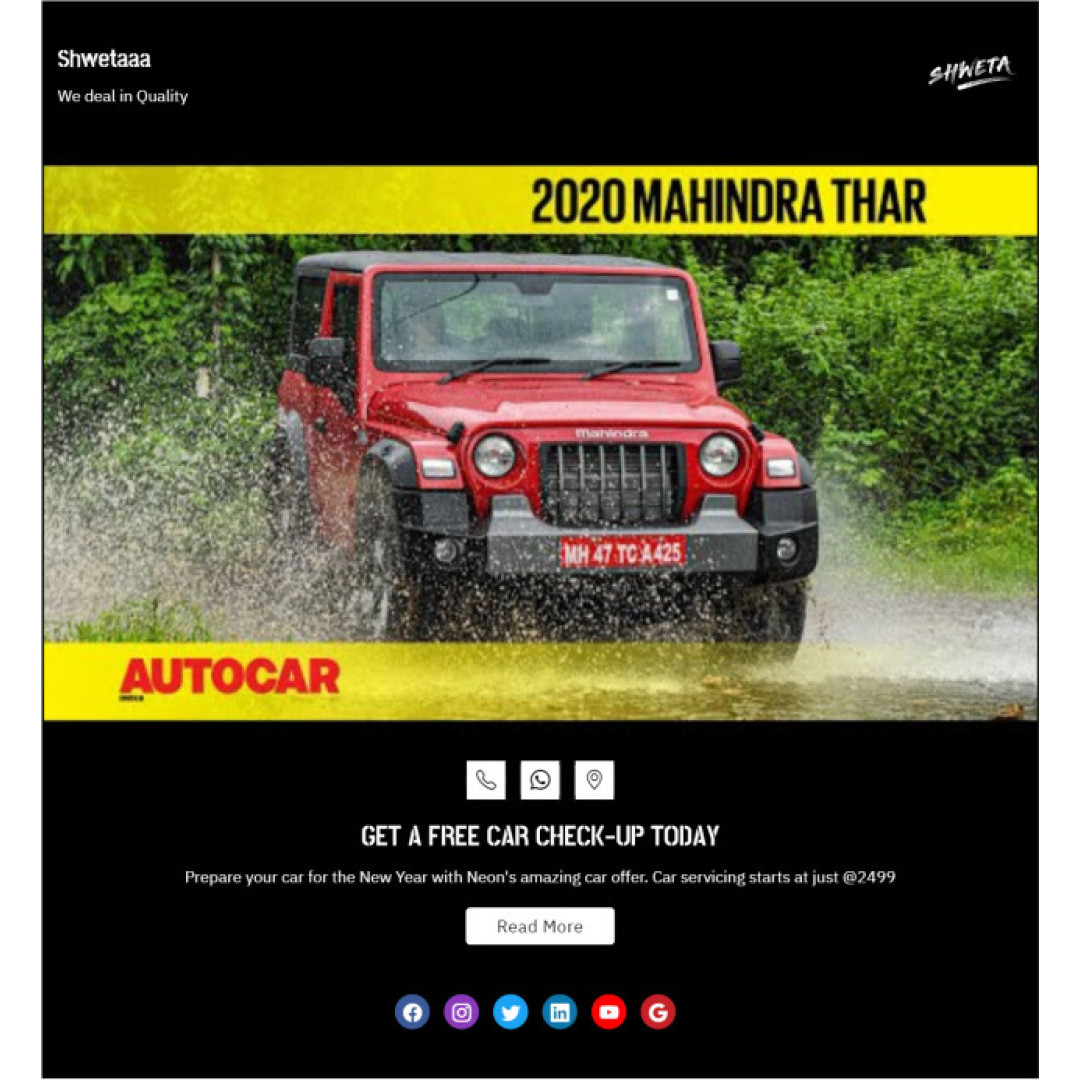 Shwetaaa
We deal in Quality
SHWETA
2020 MAHINDRA THAR
mahindra
MH 47 TC A425
AUTOCAR
INDIA
GET A FREE CAR CHECK-UP TODAY
Prepare your car for the New Year with Neon's amazing car offer. Car servicing starts at just @2499
Read More